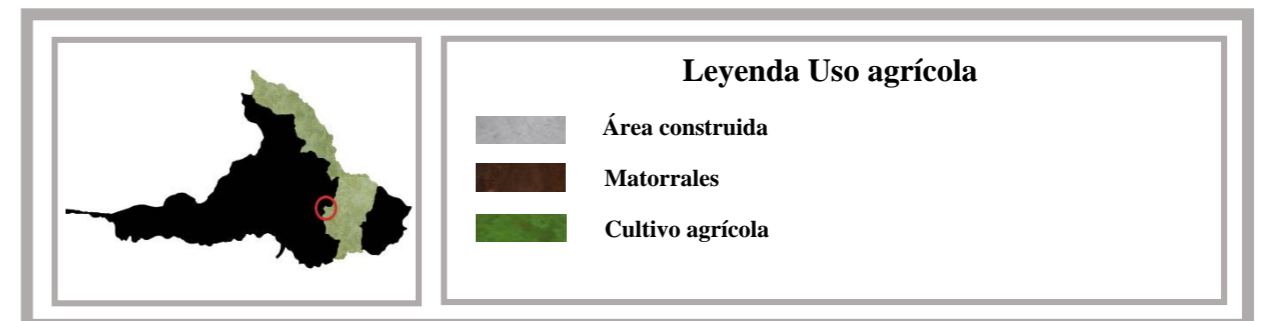 Leyenda Uso agrícola
Área construida
Matorrales
Cultivo agrícola